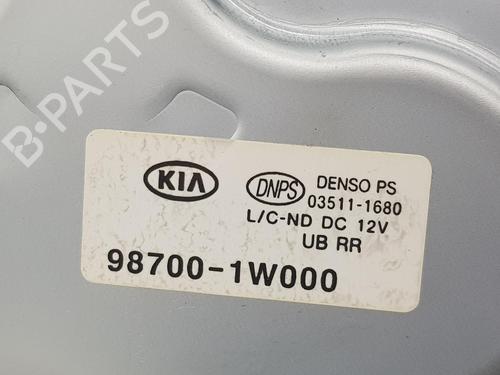 B-PARTS
KIA
DNPS
DENSO PS
03511-1680
L/C-ND DC 12V
UB RR
98700-1W000